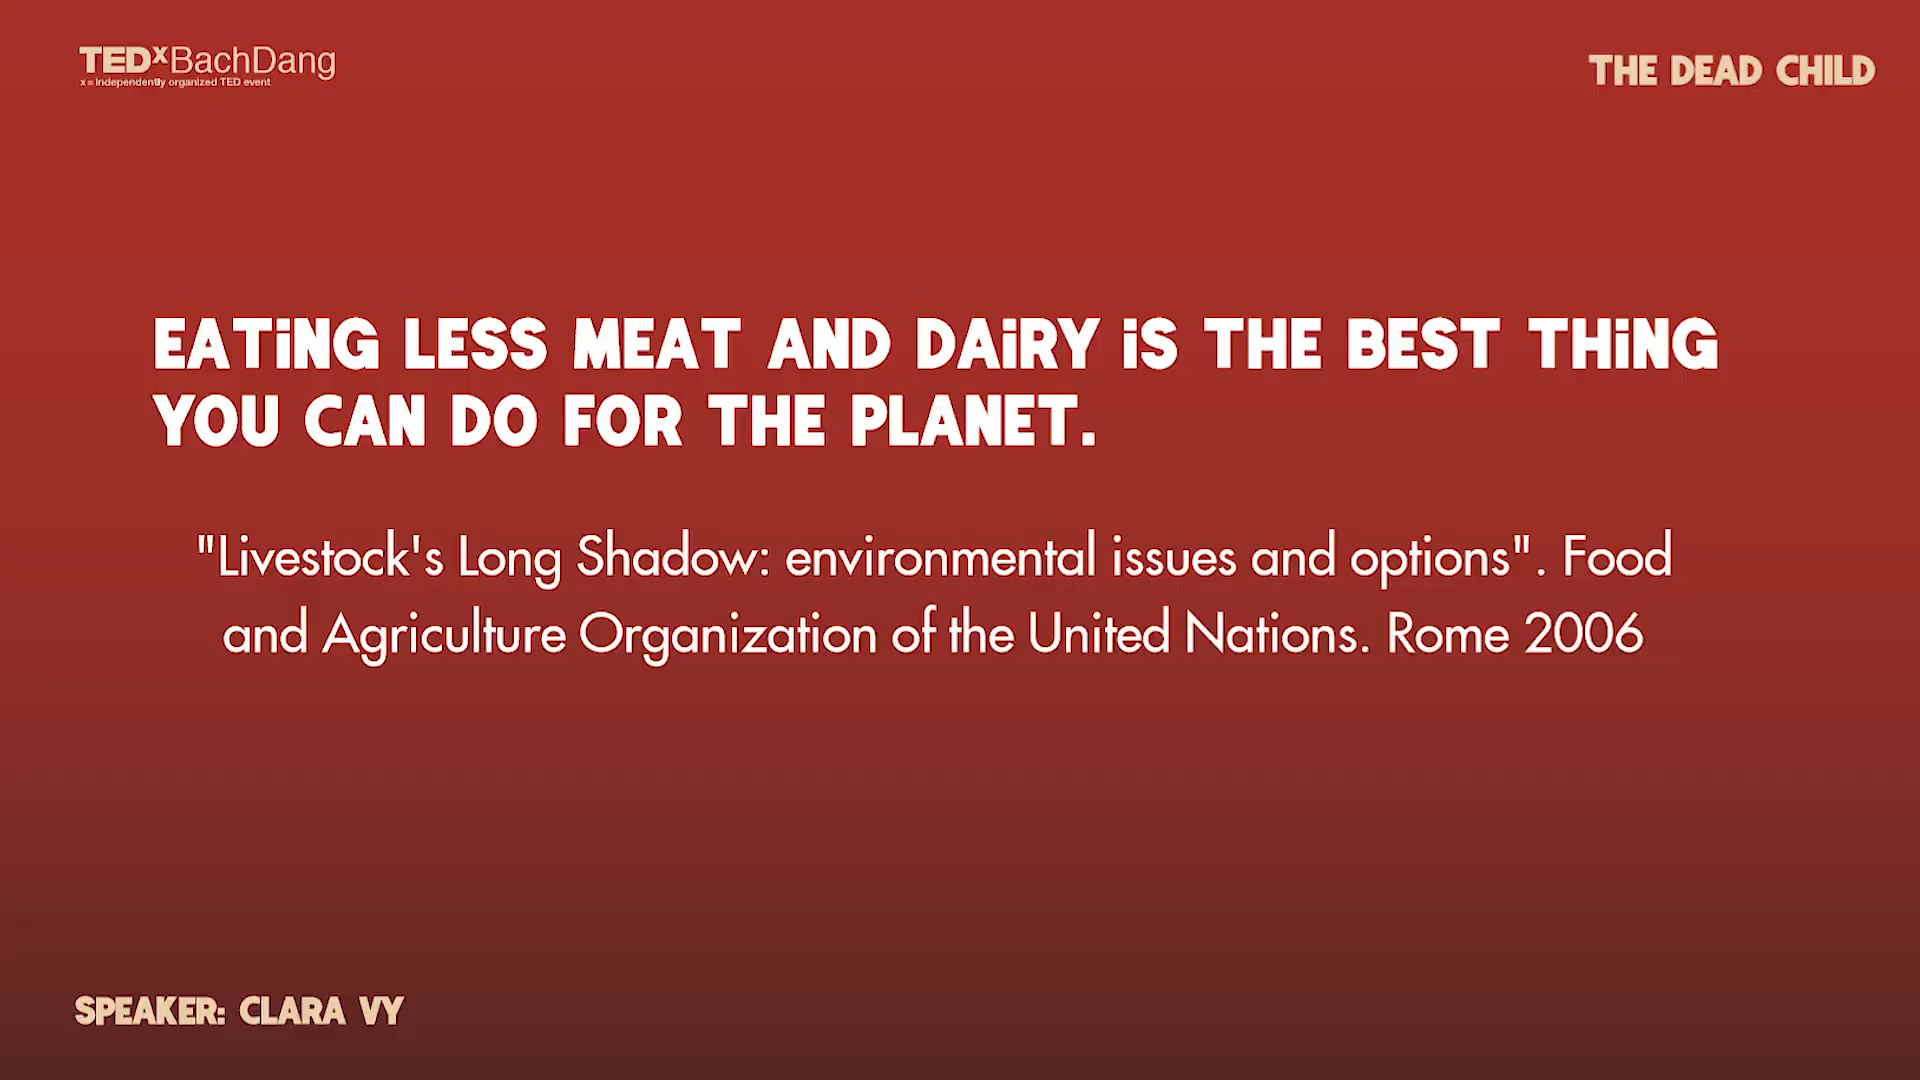 TEDxBachDang
x = independently organized TED event
THE DEAD CHILD
EATiNG LESS MEAT AND DAiRY iS THE BEST THiNG
YOU CAN DO FOR THE PLANET.
"Livestock's Long Shadow: environmental issues and options". Food
and Agriculture Organization of the United Nations. Rome 2006
SPEAKER: CLARA VY